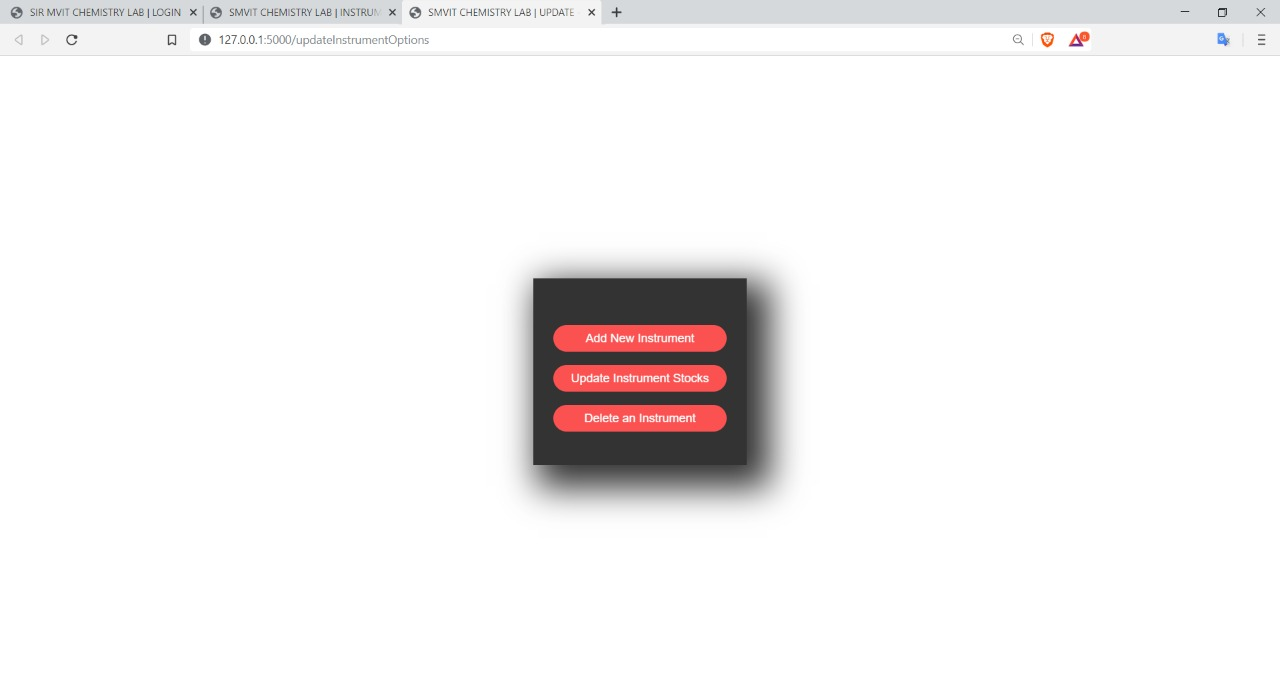 SIR MVIT CHEMISTRY LAB | LOGIN
SMVIT CHEMISTRY LAB | INSTRUM
SMVIT CHEMISTRY LAB | UPDATE
127.0.0.1:5000/updateInstrumentOptions
Add New Instrument
Update Instrument Stocks
Delete an Instrument